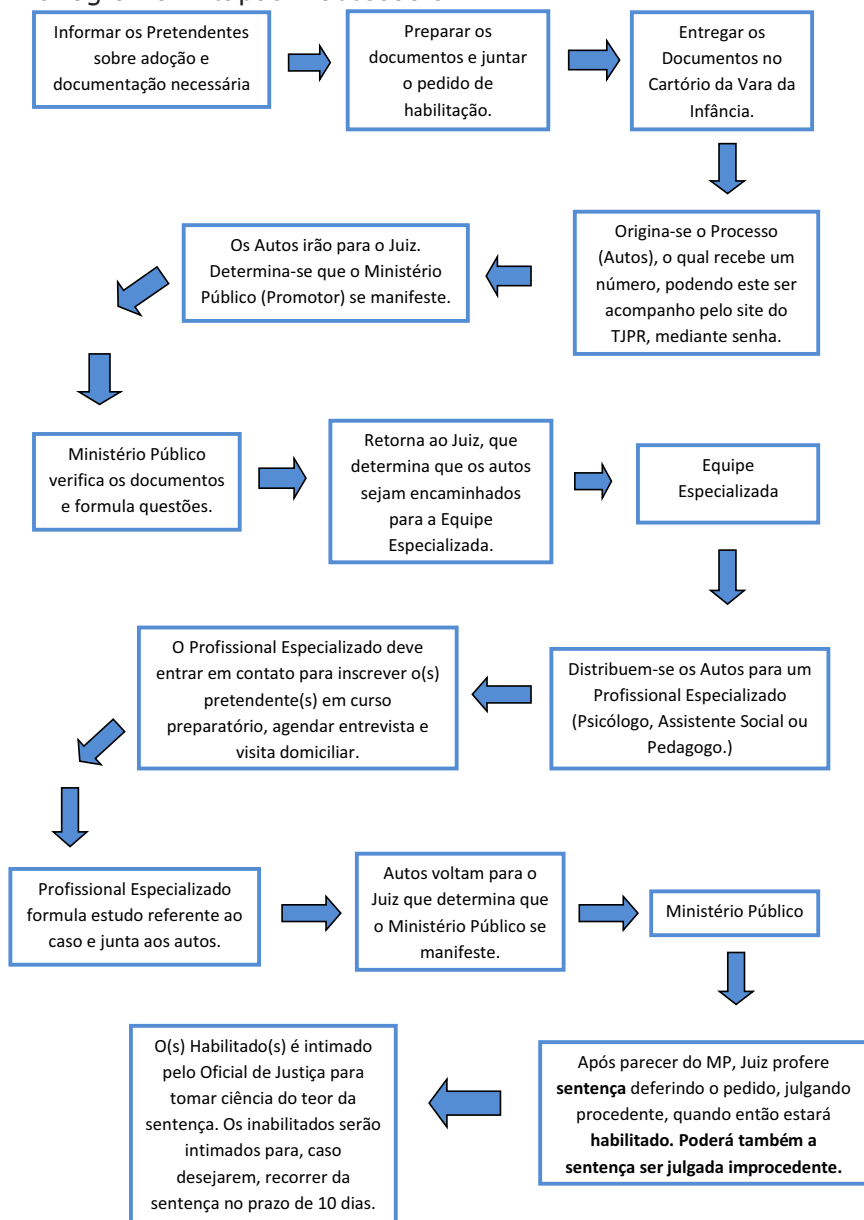 Informar os Pretendentes
sobre adoção e
documentação necessária
Preparar os
documentos e juntar
o pedido de
habilitação.
Entregar os
Documentos no
Cartório da Vara da
Infância.
Origina-se o Processo
(Autos), o qual recebe um
número, podendo este ser
acompanho pelo site do
TJPR, mediante senha.
Os Autos irão para o Juiz.
Determina-se que o Ministério
Público (Promotor) se manifeste.
Ministério Público
verifica os documentos
e formula questões.
Retorna ao Juiz, que
determina que os autos
sejam encaminhados
para a Equipe
Especializada.
Equipe
Especializada
Distribuem-se os Autos para um
Profissional Especializado
(Psicólogo, Assistente Social ou
Pedagogo.)
O Profissional Especializado deve
entrar em contato para inscrever o(s)
pretendente(s) em curso
preparatório, agendar entrevista e
visita domiciliar.
Profissional Especializado
formula estudo referente ao
caso e junta aos autos.
Autos voltam para o
Juiz que determina que
o Ministério Público se
manifeste.
Ministério Público
Após parecer do MP, Juiz profere
sentença deferindo o pedido, julgando
procedente, quando então estará
habilitado. Poderá também a
sentença ser julgada improcedente.
O(s) Habilitado(s) é intimado
pelo Oficial de Justiça para
tomar ciência do teor da
sentença. Os inabilitados serão
intimados para, caso
desejarem, recorrer da
sentença no prazo de 10 dias.